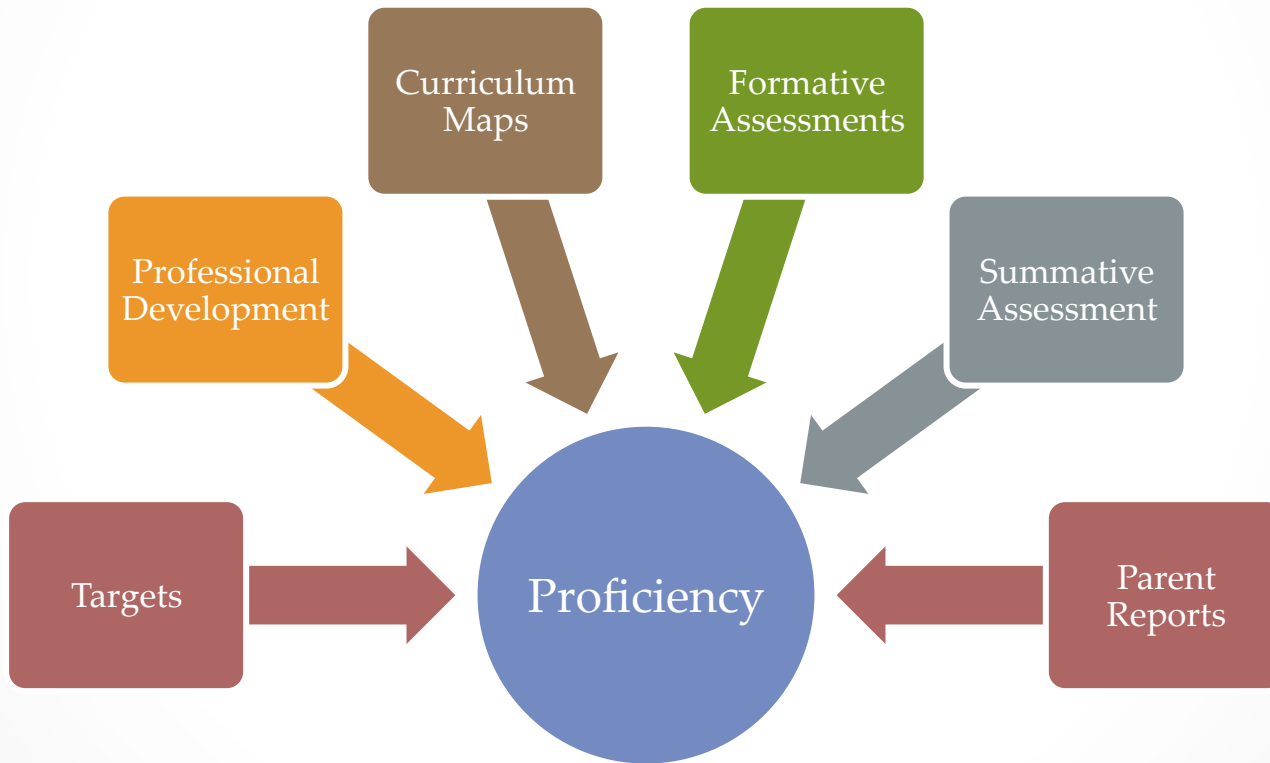 Curriculum
Maps
Formative
Assessments
Professional
Development
Summative
Assessment
Targets
Proficiency
Parent
Reports